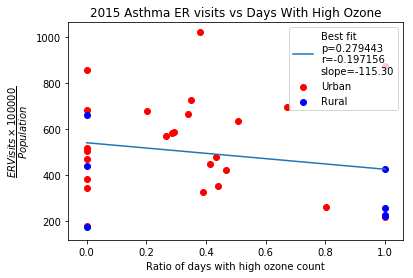 2015 Asthma ER visits vs Days With High Ozone
ERVisits × 100000
Population
1000
800
600
400
200
Best fit
p=0.279443
r=-0.197156
slope=-115.30
Urban
Rural
0.0 0.2 0.4 0.6 0.8 1.0
Ratio of days with high ozone count